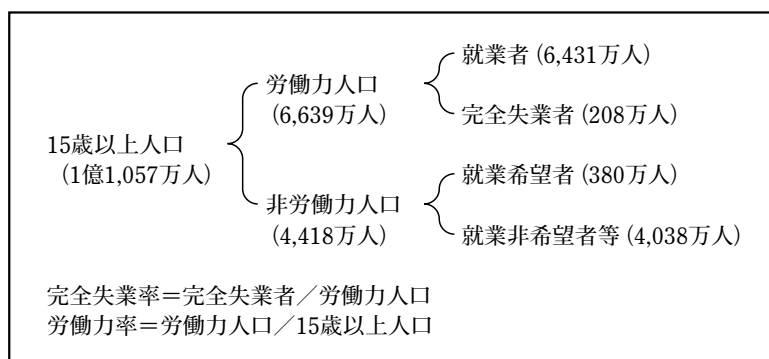 就業者 (6,431万人)
労働力人口
(6,639万人)
完全失業者 (208万人)
15歳以上人口
(1億1,057万人)
就業希望者 (380万人)
非労働力人口
(4,418万人)
就業非希望者等 (4,038万人)
完全失業率＝完全失業者／労働力人口
労働力率＝労働力人口／15歳以上人口